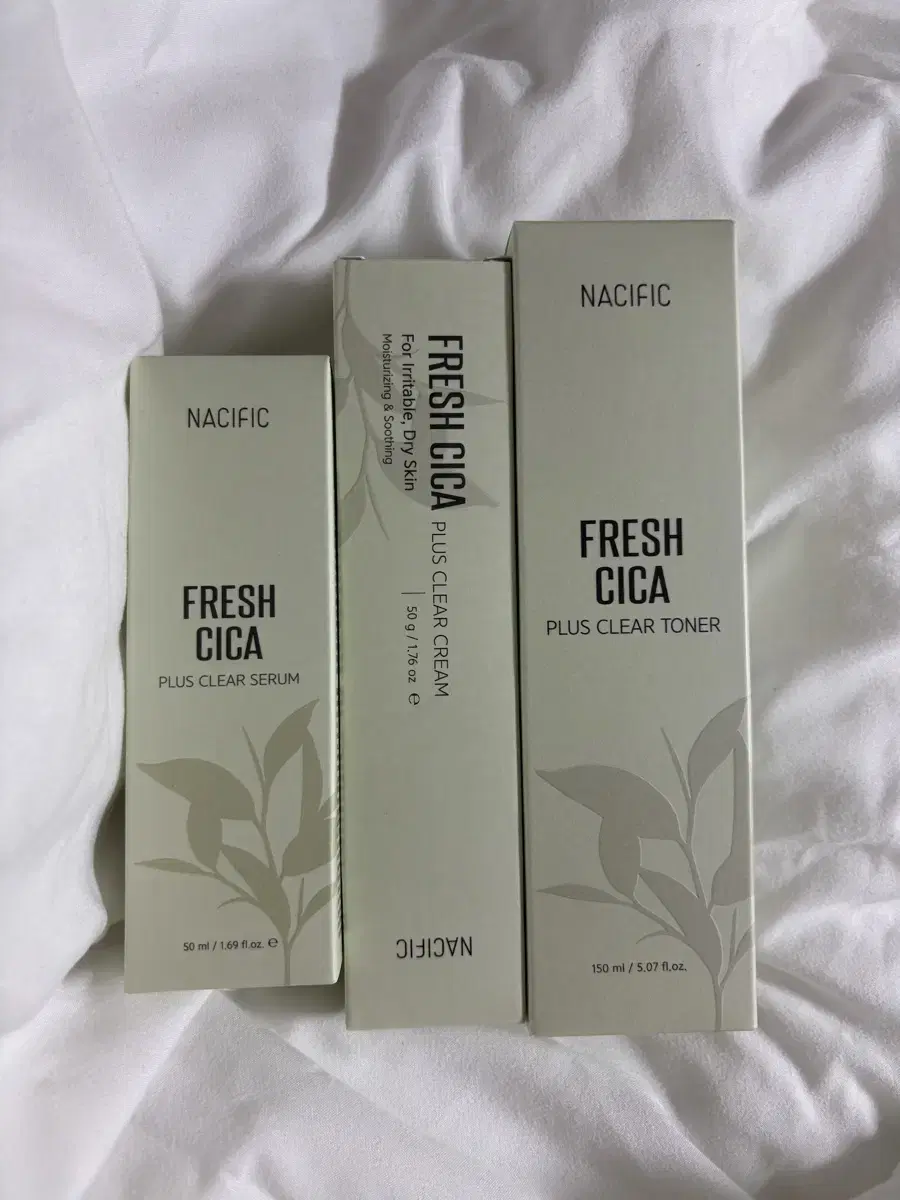 NACIFIC
FRESH
CICA
PLUS CLEAR SERUM
50 ml / 1.69 fl.oz. ℮
FRESH CICA PLUS CLEAR CREAM
For Irritable, Dry Skin | 50 g / 1.76 oz ℮
Moisturizing & Soothing
NACIFIC
NACIFIC
FRESH
CICA
PLUS CLEAR TONER
150 ml / 5.07 fl.oz.